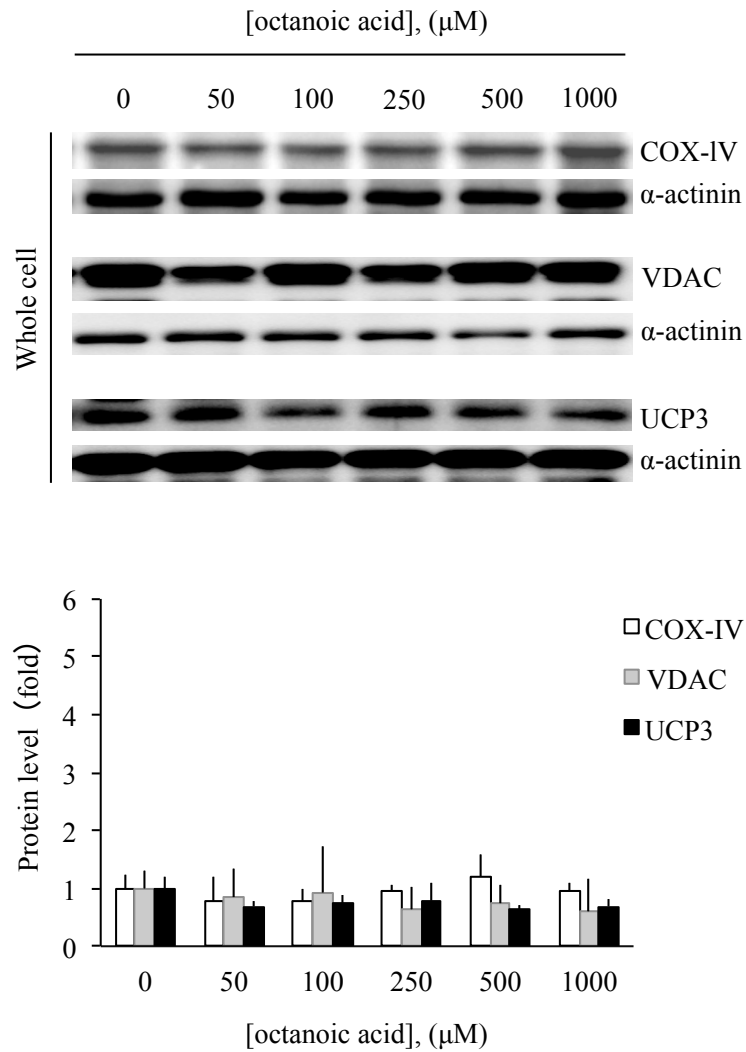 [octanoic acid], (μM)
0 50 100 250 500 1000
Whole cell
COX-IV
α-actinin
VDAC
α-actinin
UCP3
α-actinin
Protein level (fold)
6
5
4
3
2
1
0
COX-IV
VDAC
UCP3
0 50 100 250 500 1000
[octanoic acid], (μM)